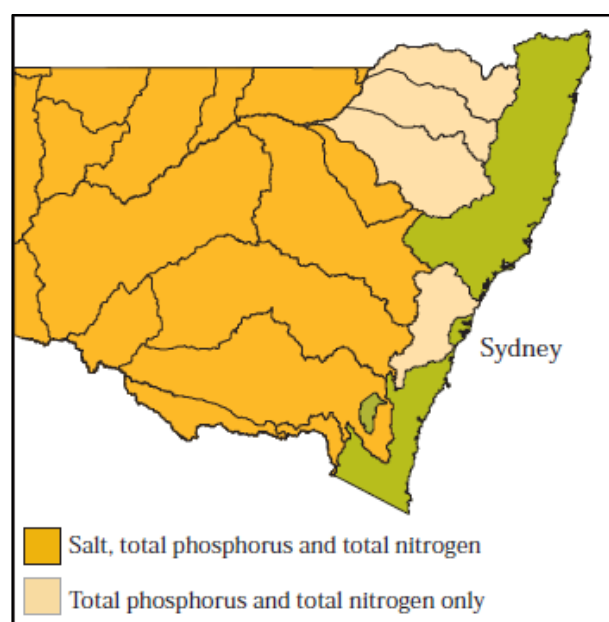 Sydney
Salt, total phosphorus and total nitrogen
Total phosphorus and total nitrogen only